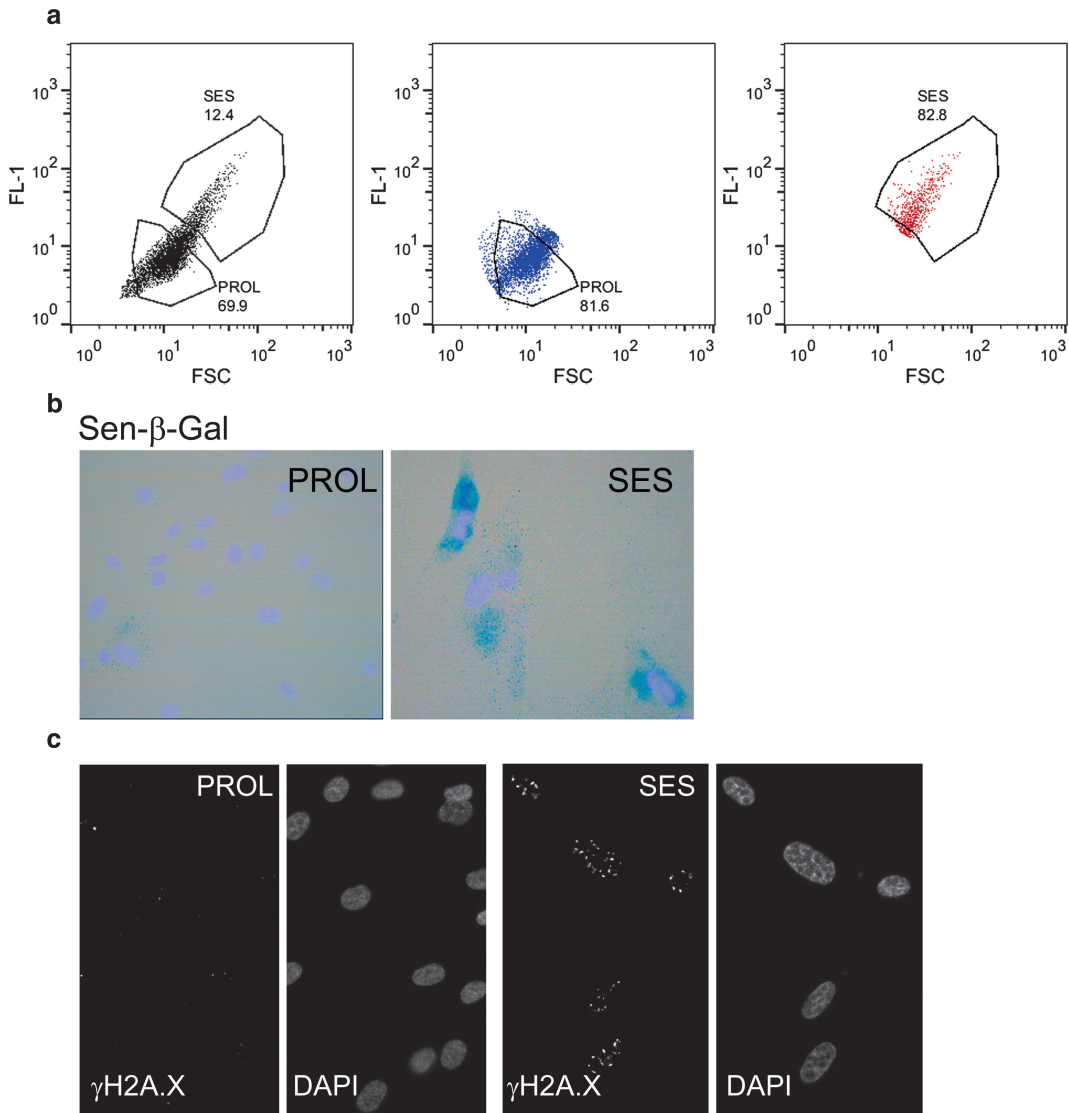 a
SES
12.4
PROL
69.9
FL-1
10³
10²
10¹
10⁰
10⁰ 10¹ 10² 10³
FSC
PROL
81.6
FL-1
10³
10²
10¹
10⁰
10⁰ 10¹ 10² 10³
FSC
SES
82.8
FL-1
10³
10²
10¹
10⁰
10⁰ 10¹ 10² 10³
FSC
b
Sen-β-Gal
PROL
SES
c
PROL
γH2A.X
DAPI
SES
γH2A.X
DAPI